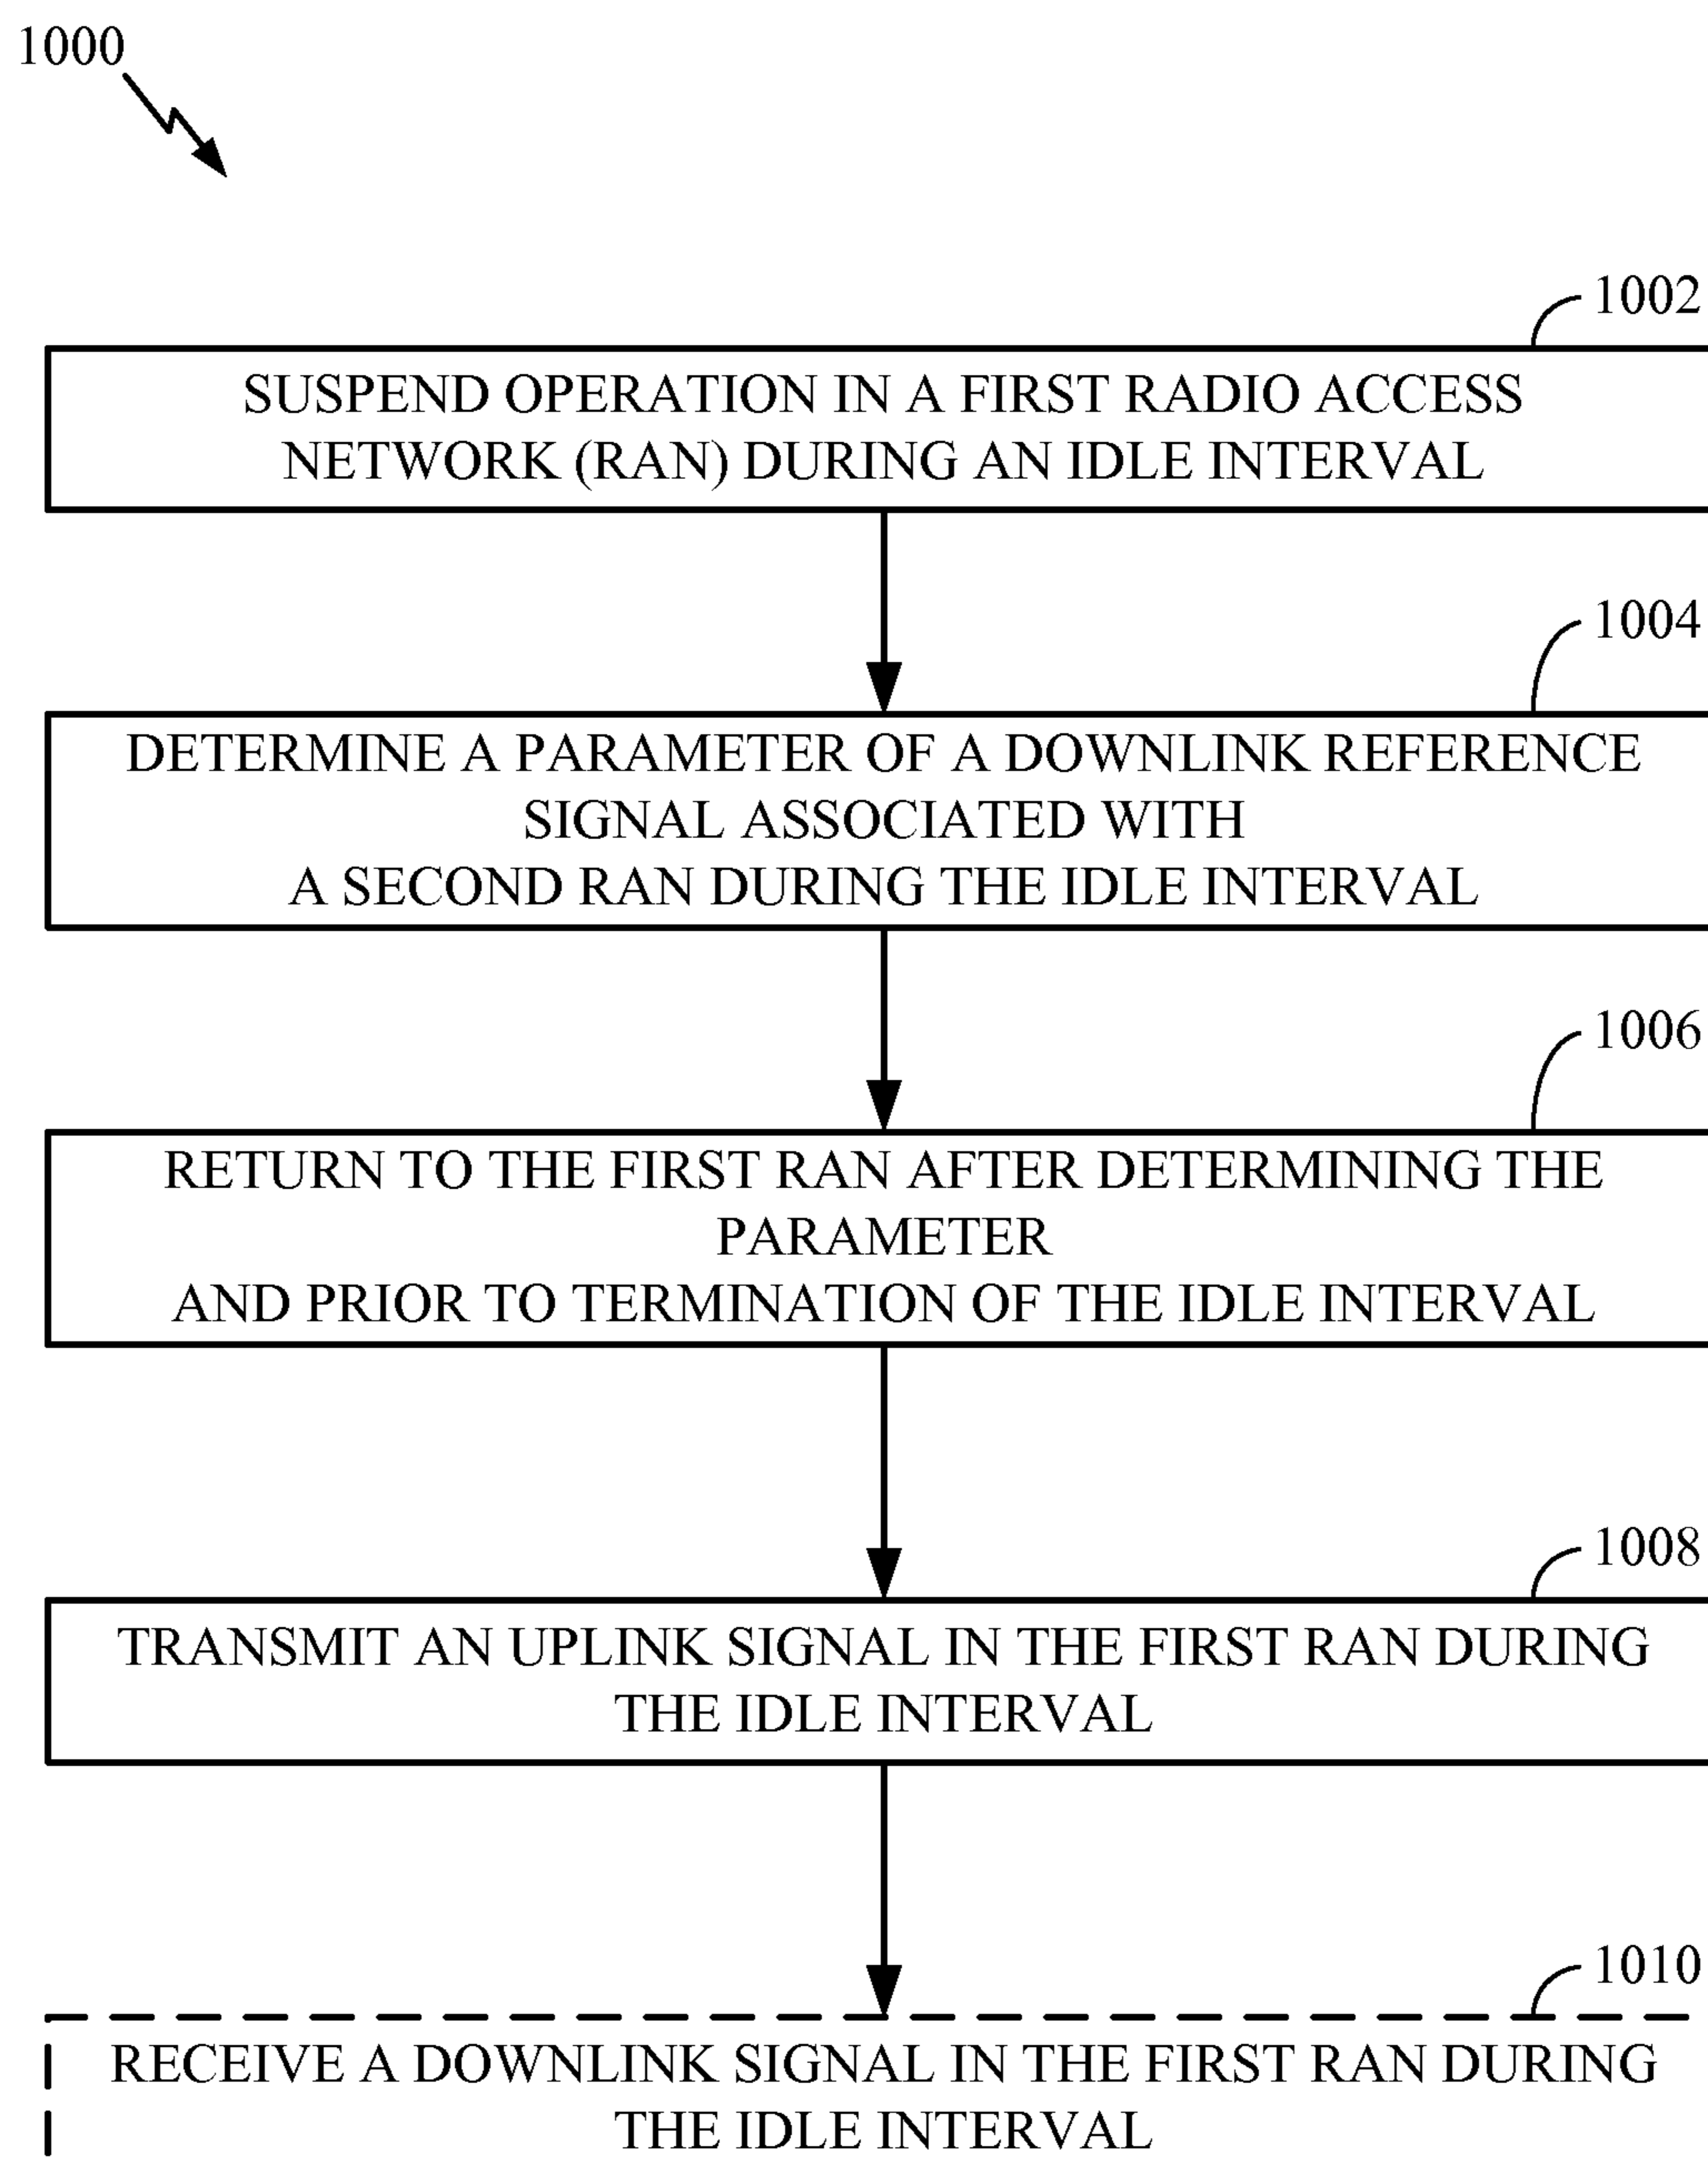 1000
1002
SUSPEND OPERATION IN A FIRST RADIO ACCESS
NETWORK (RAN) DURING AN IDLE INTERVAL
1004
DETERMINE A PARAMETER OF A DOWNLINK REFERENCE
SIGNAL ASSOCIATED WITH
A SECOND RAN DURING THE IDLE INTERVAL
1006
RETURN TO THE FIRST RAN AFTER DETERMINING THE
PARAMETER
AND PRIOR TO TERMINATION OF THE IDLE INTERVAL
1008
TRANSMIT AN UPLINK SIGNAL IN THE FIRST RAN DURING
THE IDLE INTERVAL
1010
RECEIVE A DOWNLINK SIGNAL IN THE FIRST RAN DURING
THE IDLE INTERVAL